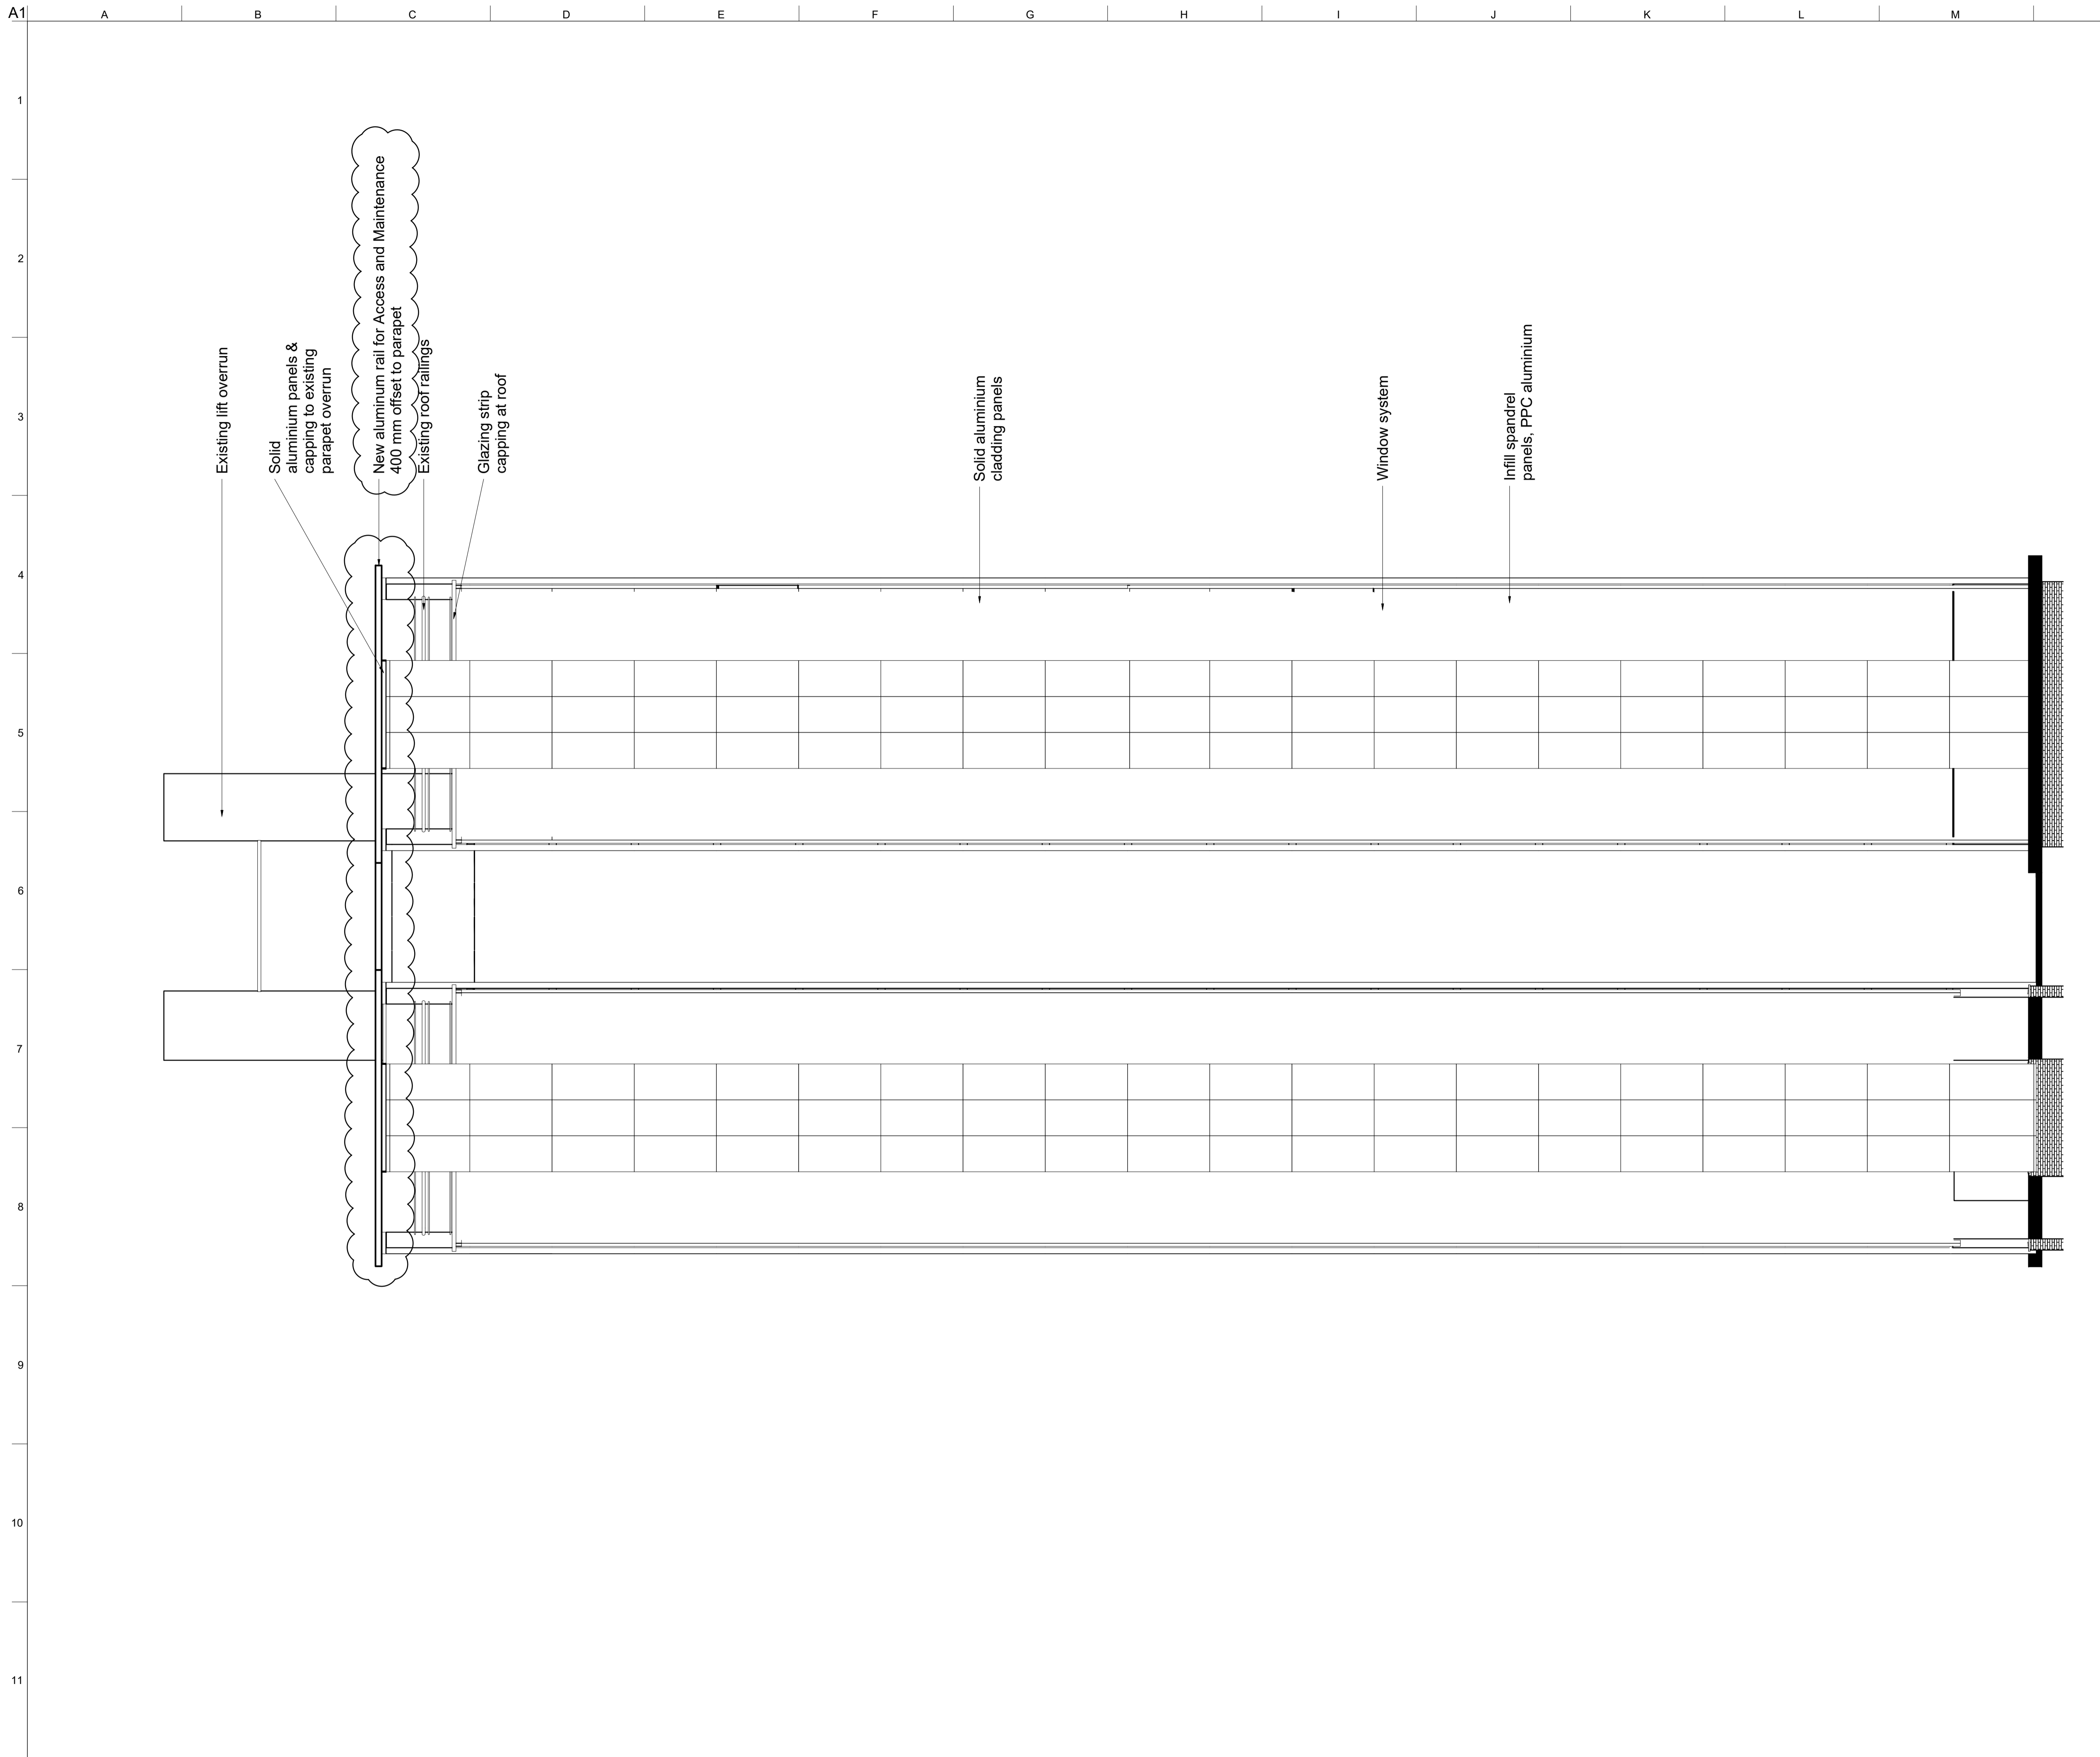 A1
A
B
C
D
E
F
G
H
I
J
K
L
M
1
2
3
4
5
6
7
8
9
10
11
Existing lift overrun
Solid
aluminium panels &
capping to existing
parapet overrun
New aluminum rail for Access and Maintenance
400 mm offset to parapet
Existing roof railings
Glazing strip
capping at roof
Solid aluminium
cladding panels
Window system
Infill spandrel
panels, PPC aluminium